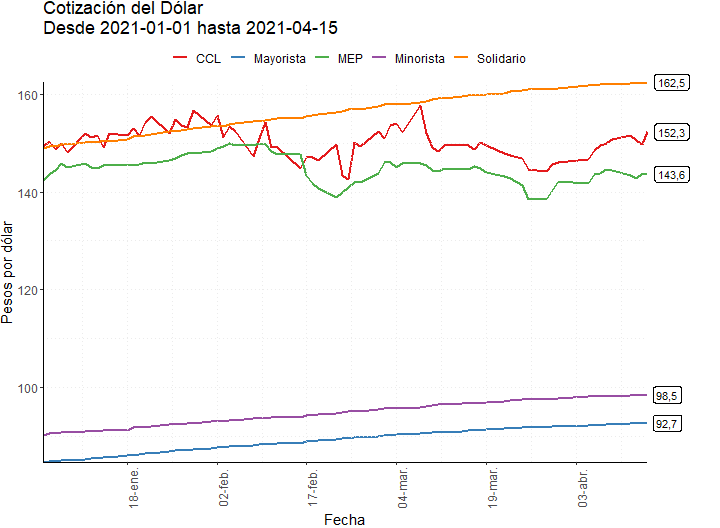 Cotización del Dólar
Desde 2021-01-01 hasta 2021-04-15
CCL Mayorista MEP Minorista Solidario
Pesos por dólar
160
140
120
100
162,5
152,3
143,6
98,5
92,7
18-ene.
02-feb.
17-feb.
04-mar.
19-mar.
03-abr.
Fecha